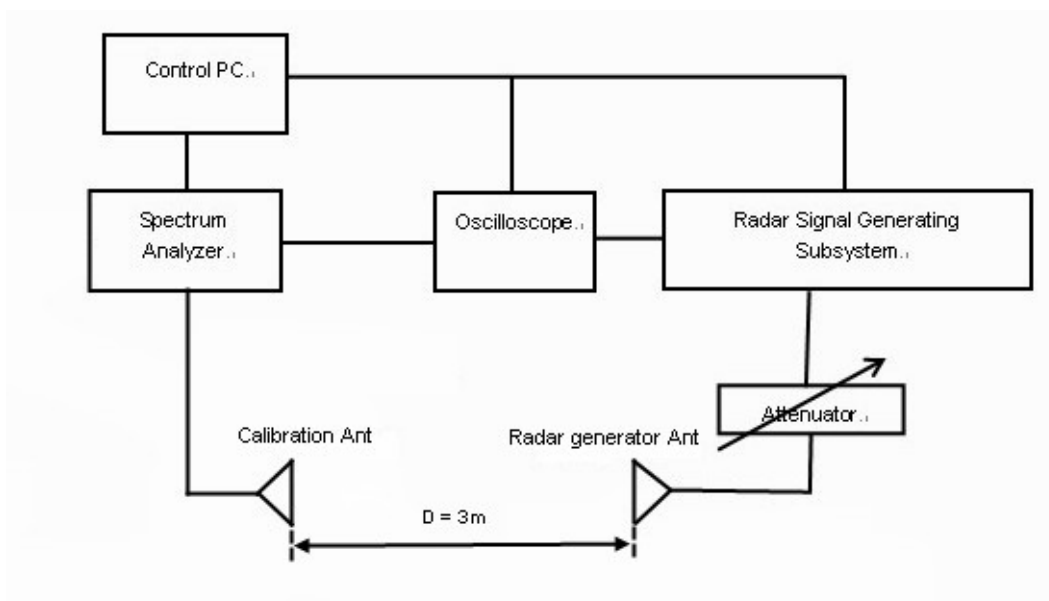 Control PC
Spectrum
Analyzer
Oscilloscope
Radar Signal Generating
Subsystem
Attenuator
Calibration Ant
Radar generator Ant
D = 3m